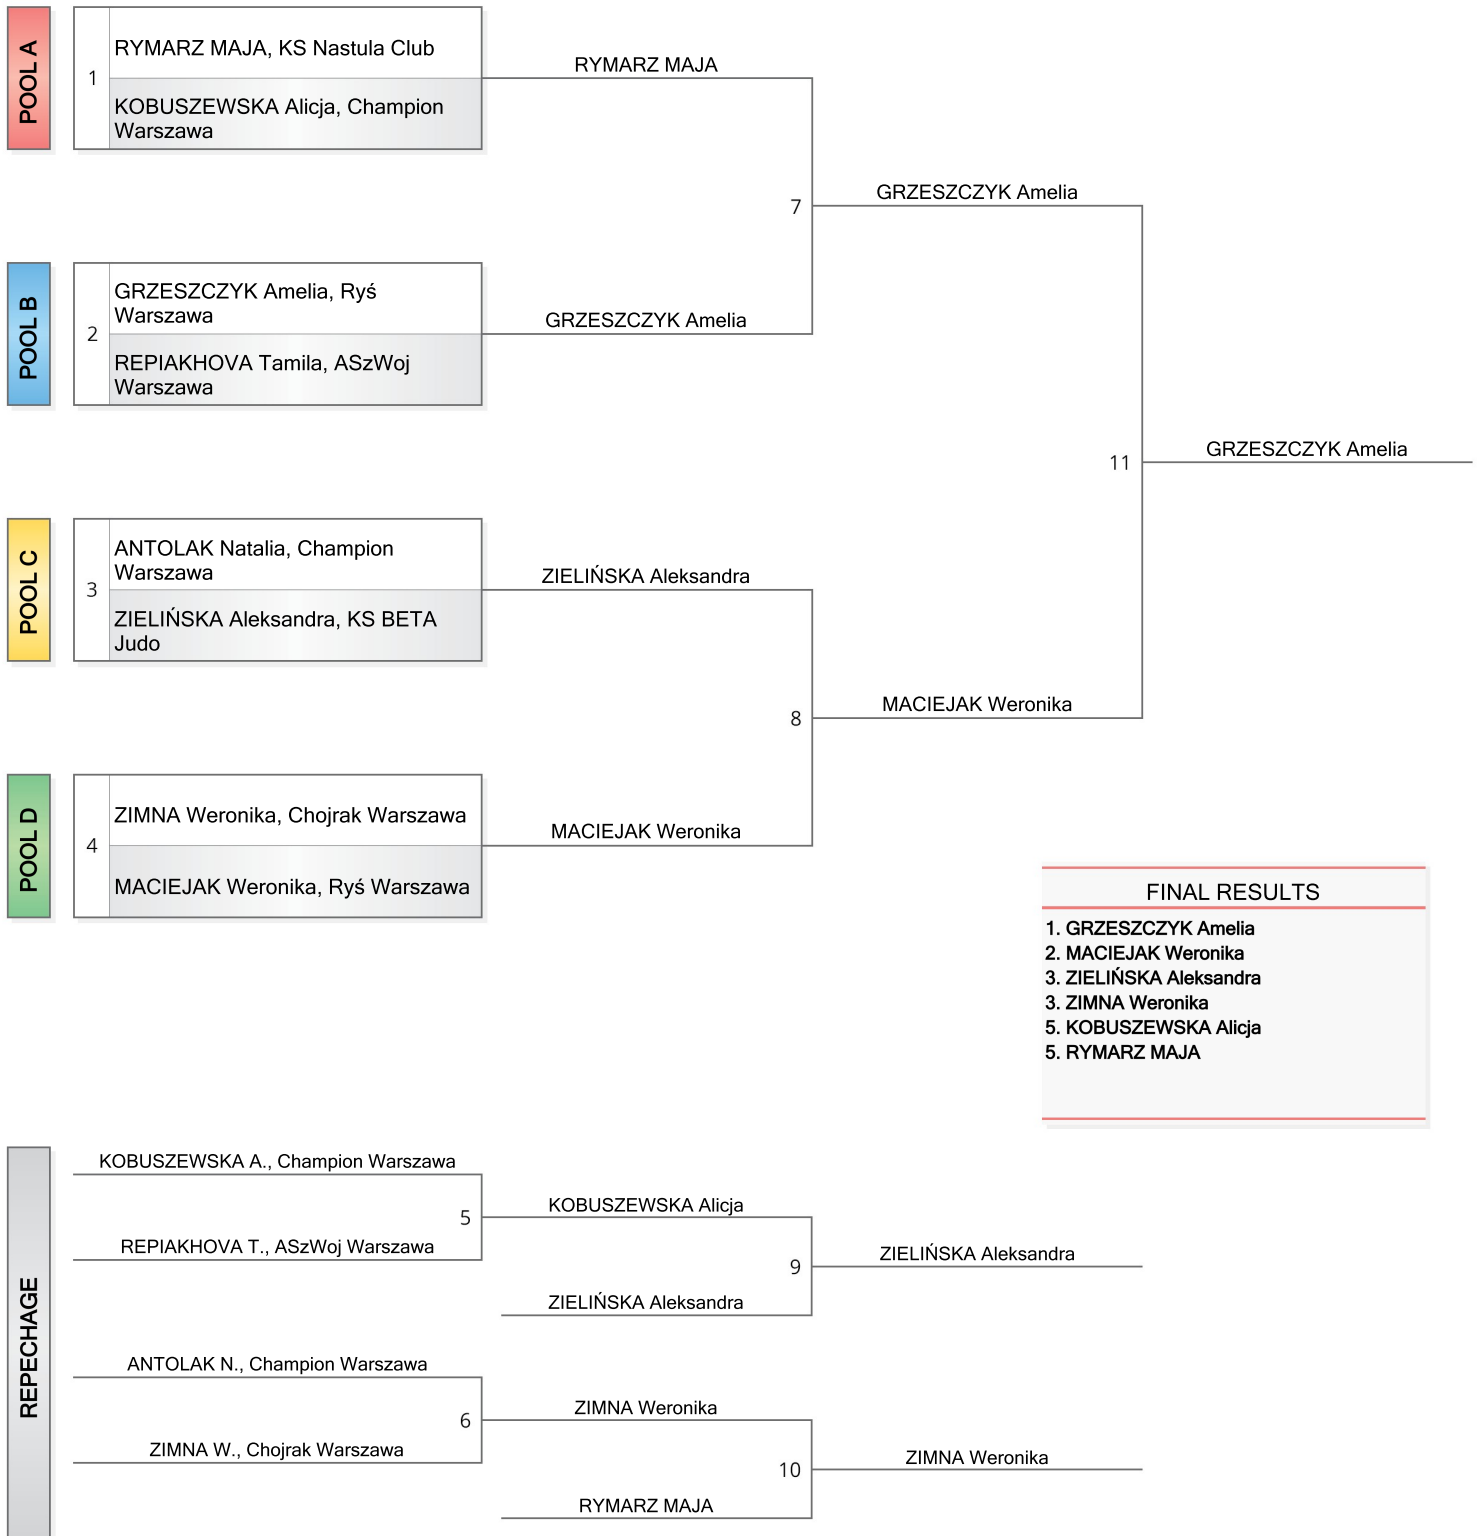 POOL A
1
RYMARZ MAJA, KS Nastula Club
KOBUSZEWSKA Alicja, Champion
Warszawa
RYMARZ MAJA
7
GRZESZCZYK Amelia
POOL B
2
GRZESZCZYK Amelia, Ryś
Warszawa
REPIAKHOVA Tamila, ASzWoj
Warszawa
GRZESZCZYK Amelia
11
GRZESZCZYK Amelia
POOL C
3
ANTOLAK Natalia, Champion
Warszawa
ZIELIŃSKA Aleksandra, KS BETA
Judo
ZIELIŃSKA Aleksandra
8
MACIEJAK Weronika
POOL D
4
ZIMNA Weronika, Chojrak Warszawa
MACIEJAK Weronika, Ryś Warszawa
MACIEJAK Weronika
FINAL RESULTS
1. GRZESZCZYK Amelia
2. MACIEJAK Weronika
3. ZIELIŃSKA Aleksandra
3. ZIMNA Weronika
5. KOBUSZEWSKA Alicja
5. RYMARZ MAJA
REPECHAGE
KOBUSZEWSKA A., Champion Warszawa
5
REPIAKHOVA T., ASzWoj Warszawa
KOBUSZEWSKA Alicja
9
ZIELIŃSKA Aleksandra
ZIELIŃSKA Aleksandra
ANTOLAK N., Champion Warszawa
6
ZIMNA W., Chojrak Warszawa
ZIMNA Weronika
10
RYMARZ MAJA
ZIMNA Weronika